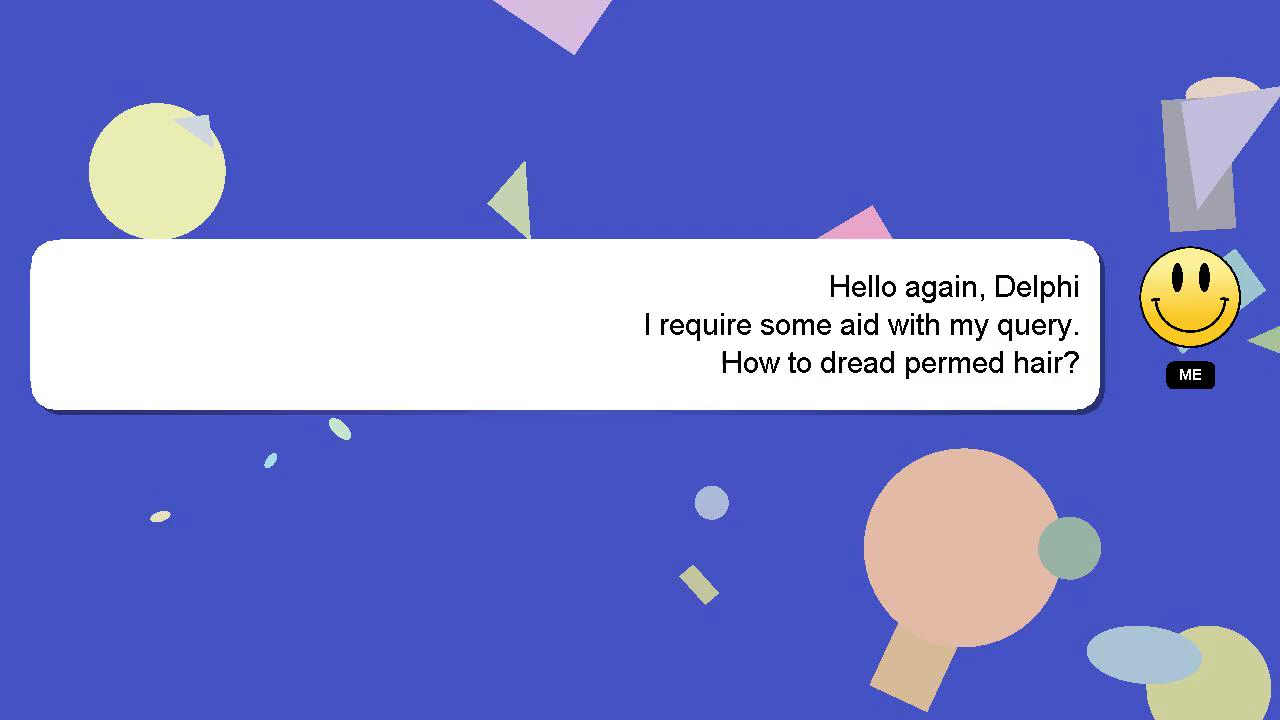 Hello again, Delphi
I require some aid with my query.
How to dread permed hair?
ME